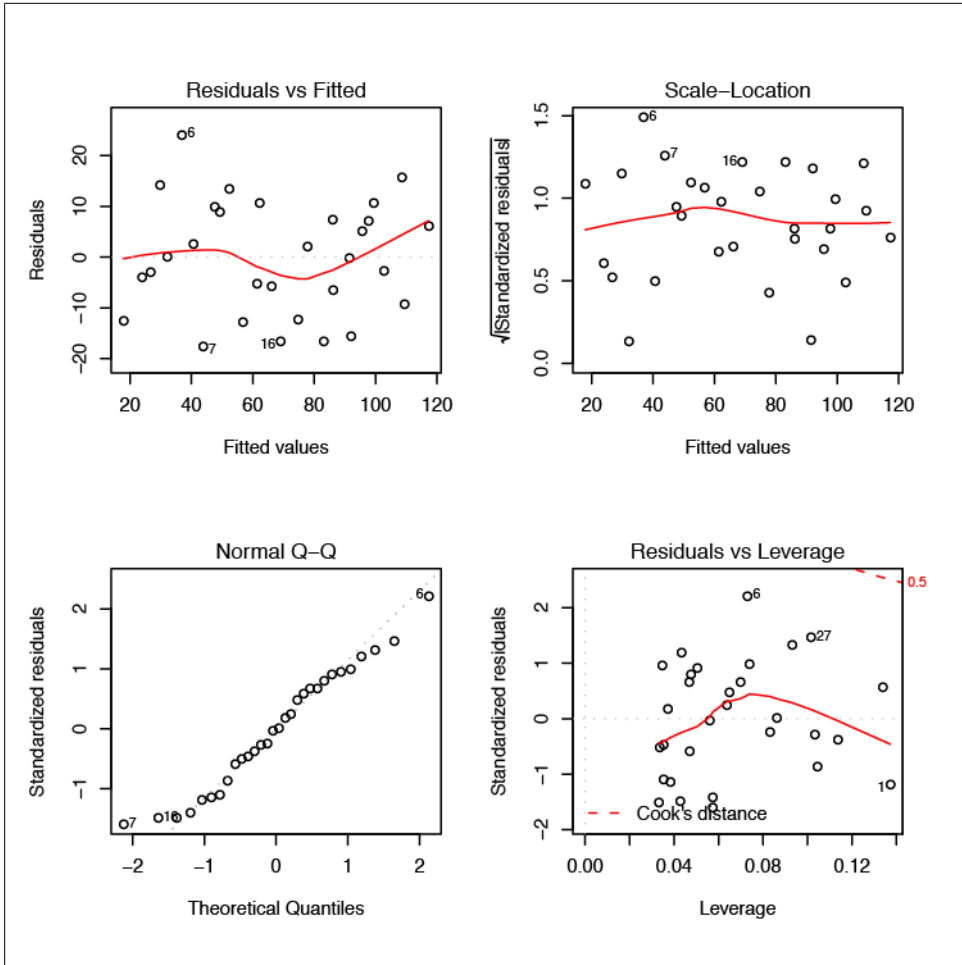 Residuals vs Fitted
Residuals
20
10
0
−10
−20
6
7
16
20 40 60 80 100 120
Fitted values
Scale−Location
√|Standardized residuals|
1.5
1.0
0.5
0.0
6
7
16
20 40 60 80 100 120
Fitted values
Normal Q−Q
Standardized residuals
2
1
0
−1
6
7
16
−2 −1 0 1 2
Theoretical Quantiles
Residuals vs Leverage
Standardized residuals
2
1
0
−1
−2
0.5
6
27
1
Cook's distance
0.00 0.04 0.08 0.12
Leverage